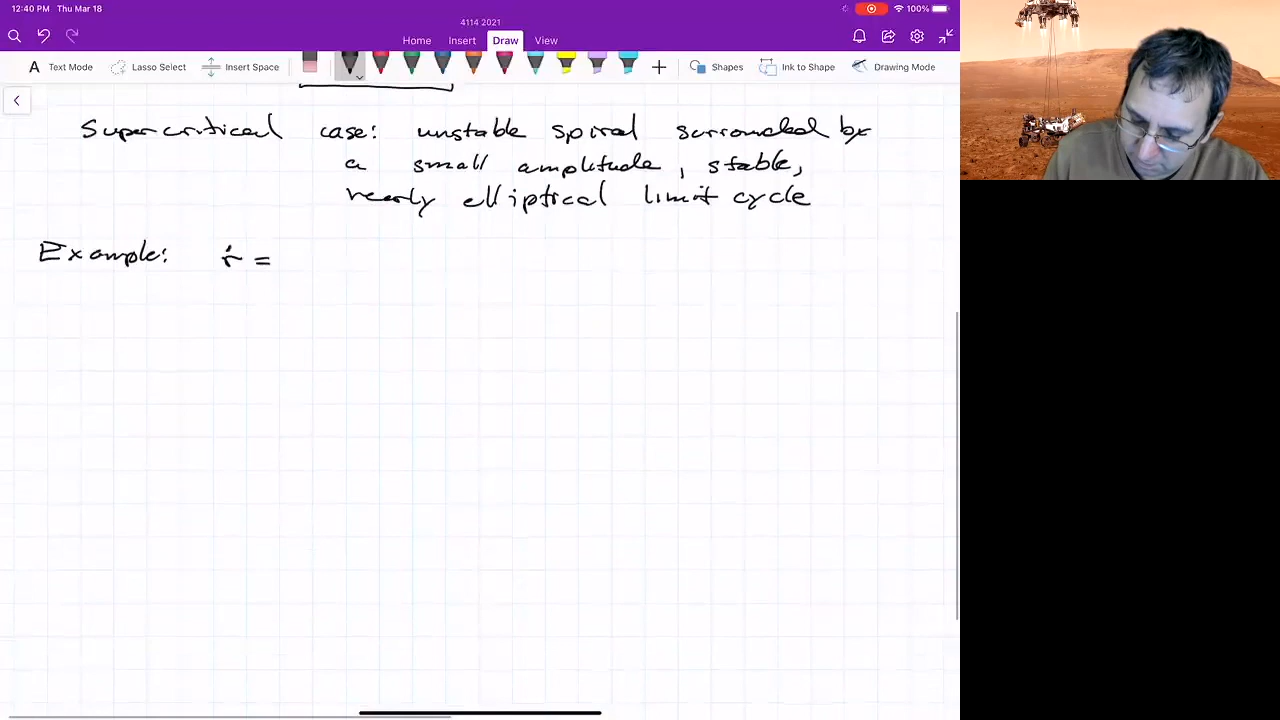 12:40 PM Thu Mar 18
100%
4114 2021
Home Insert Draw View
Text Mode Lasso Select Insert Space Shapes Ink to Shape Drawing Mode
Supercritical case: unstable spiral surrounded by
a small amplitude, stable,
nearly elliptical limit cycle
Example: ṙ =